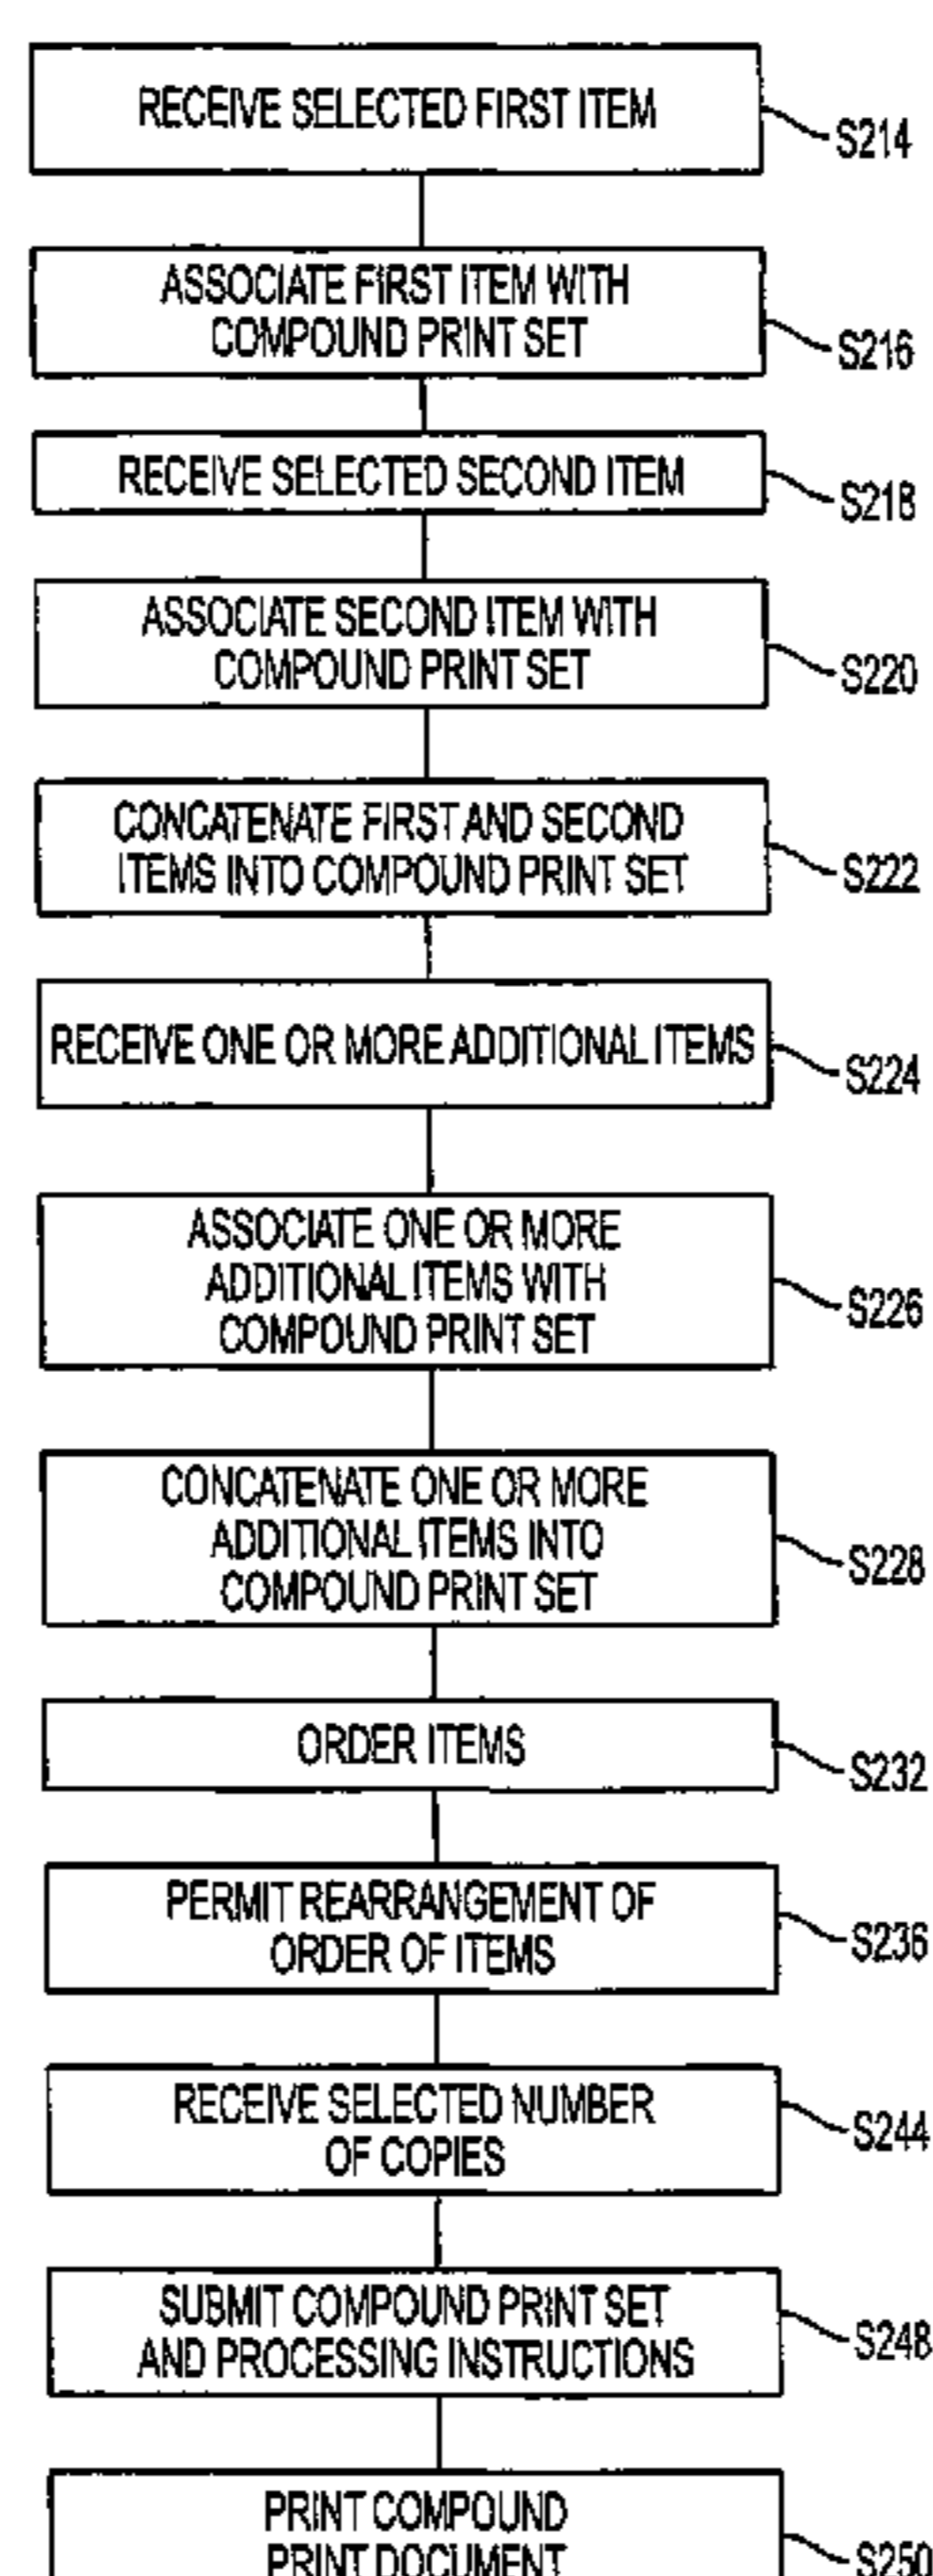 RECEIVE SELECTED FIRST ITEM
S214
ASSOCIATE FIRST ITEM WITH
COMPOUND PRINT SET
S216
RECEIVE SELECTED SECOND ITEM
S218
ASSOCIATE SECOND ITEM WITH
COMPOUND PRINT SET
S220
CONCATENATE FIRST AND SECOND
ITEMS INTO COMPOUND PRINT SET
S222
RECEIVE ONE OR MORE ADDITIONAL ITEMS
S224
ASSOCIATE ONE OR MORE
ADDITIONAL ITEMS WITH
COMPOUND PRINT SET
S226
CONCATENATE ONE OR MORE
ADDITIONAL ITEMS INTO
COMPOUND PRINT SET
S228
ORDER ITEMS
S232
PERMIT REARRANGEMENT OF
ORDER OF ITEMS
S236
RECEIVE SELECTED NUMBER
OF COPIES
S244
SUBMIT COMPOUND PRINT SET
AND PROCESSING INSTRUCTIONS
S248
PRINT COMPOUND
PRINT DOCUMENT
S250